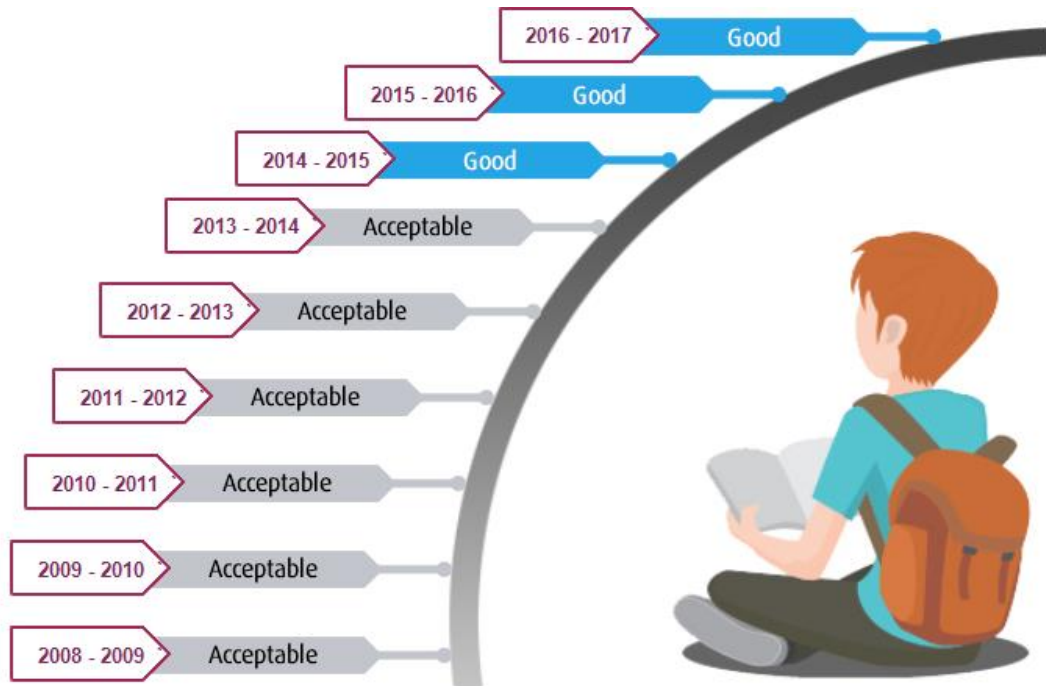 2016 - 2017 Good
2015 - 2016 Good
2014 - 2015 Good
2013 - 2014 Acceptable
2012 - 2013 Acceptable
2011 - 2012 Acceptable
2010 - 2011 Acceptable
2009 - 2010 Acceptable
2008 - 2009 Acceptable